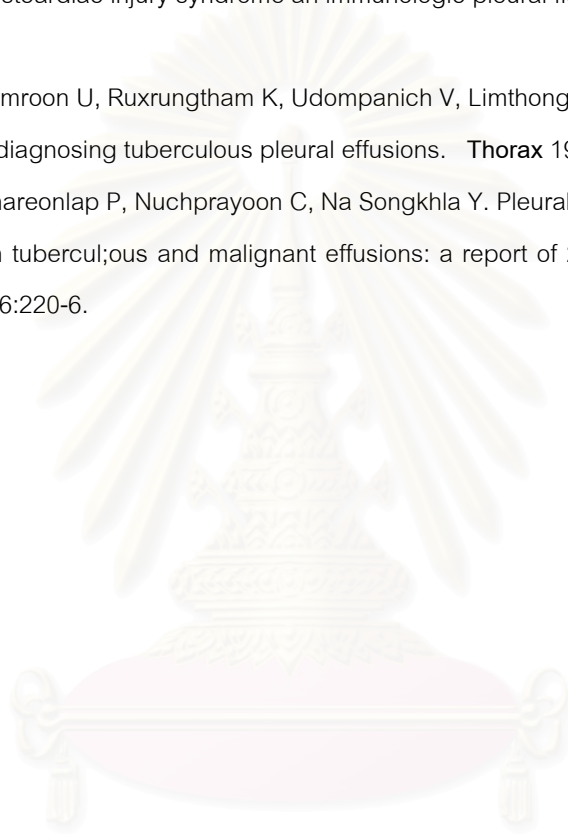 mroon U, Ruxrungtham K, Udompanich V, Limthong
diagnosing tuberculous pleural effusions. Thorax 19
nareonlap P, Nuchprayoon C, Na Songkhla Y. Pleural
n tubercul;ous and malignant effusions: a report of
6:220-6.